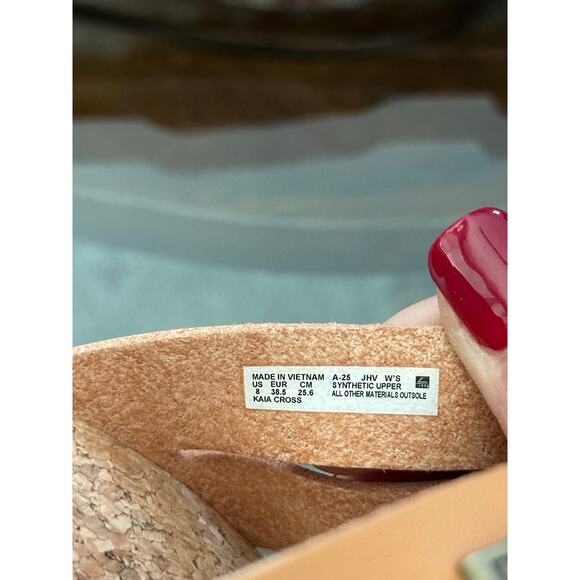 MADE IN VIETNAM A-25 JHV W'S
US EUR CM SYNTHETIC UPPER
8 38.5 25.6 ALL OTHER MATERIALS OUTSOLE
KAIA CROSS